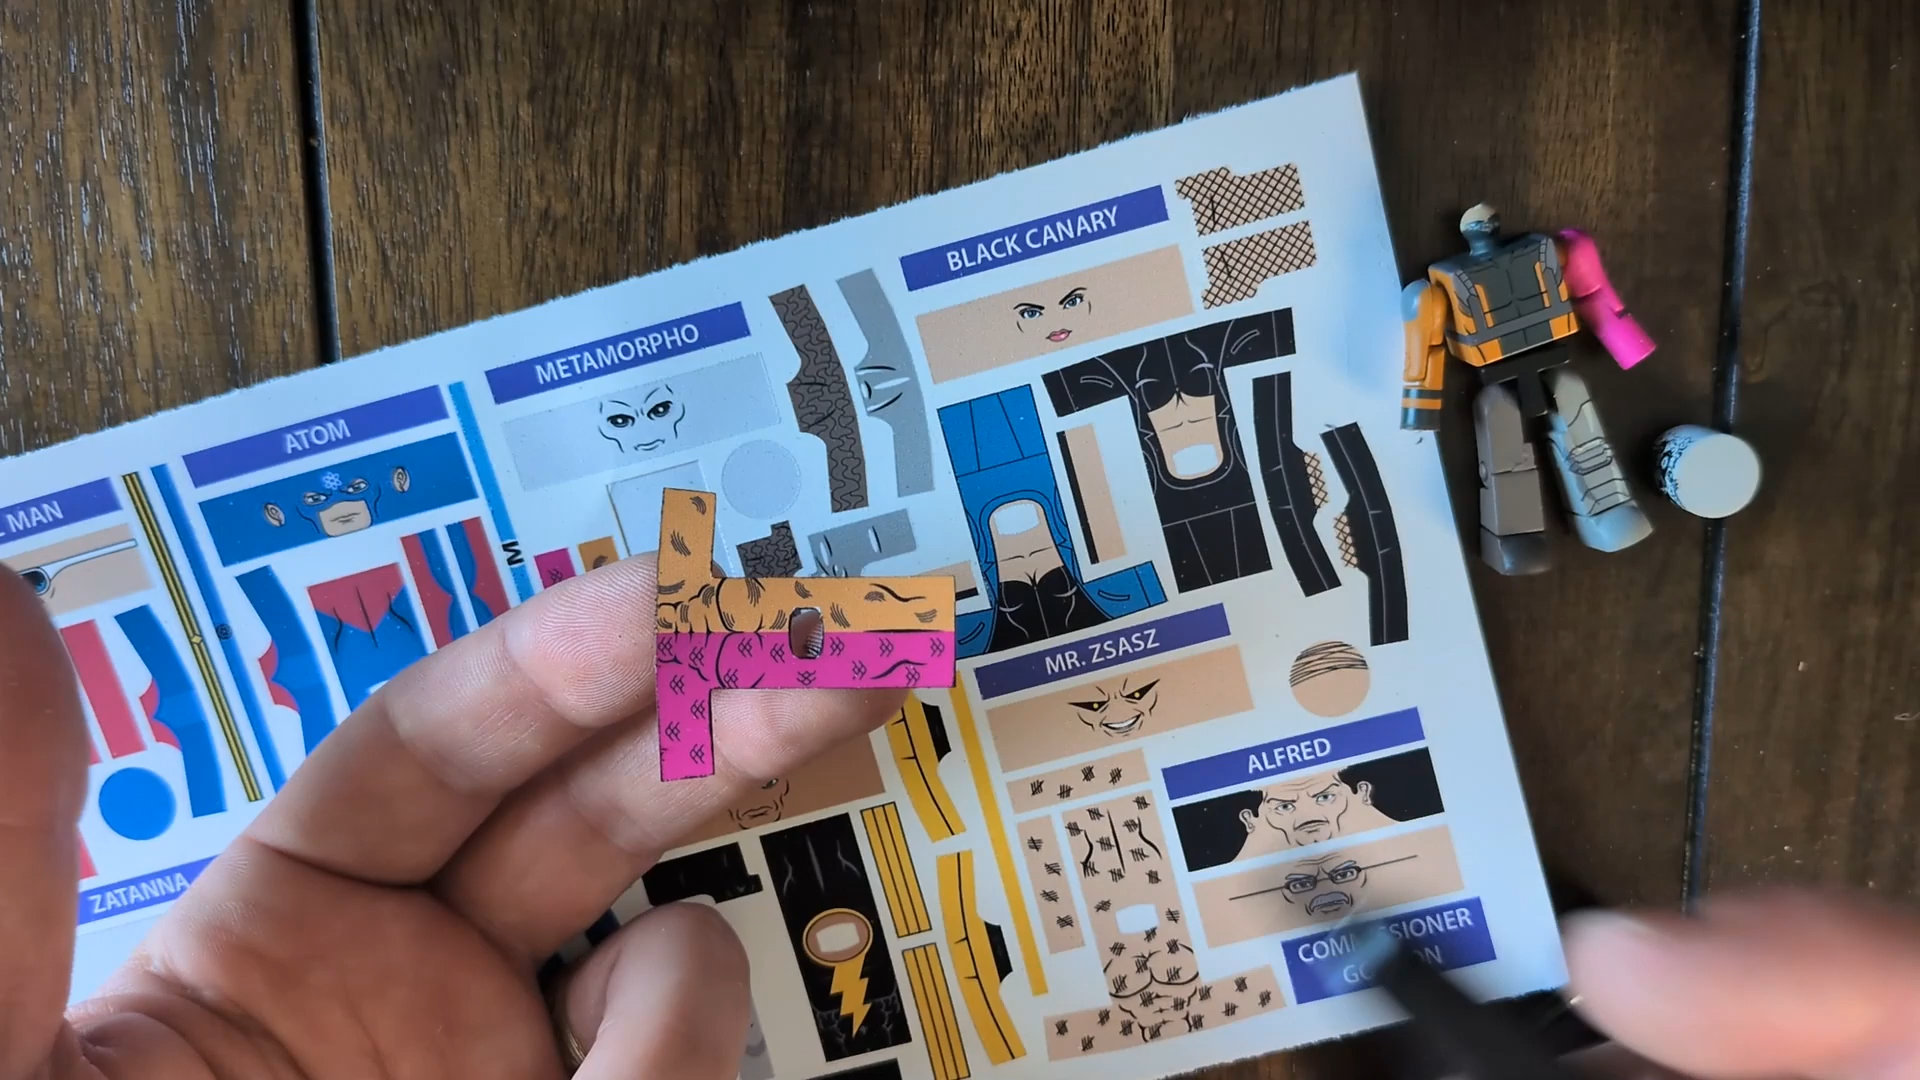 BLACK CANARY
METAMORPHO
ATOM
MAN
M
MR. ZSASZ
ALFRED
ZATANNA